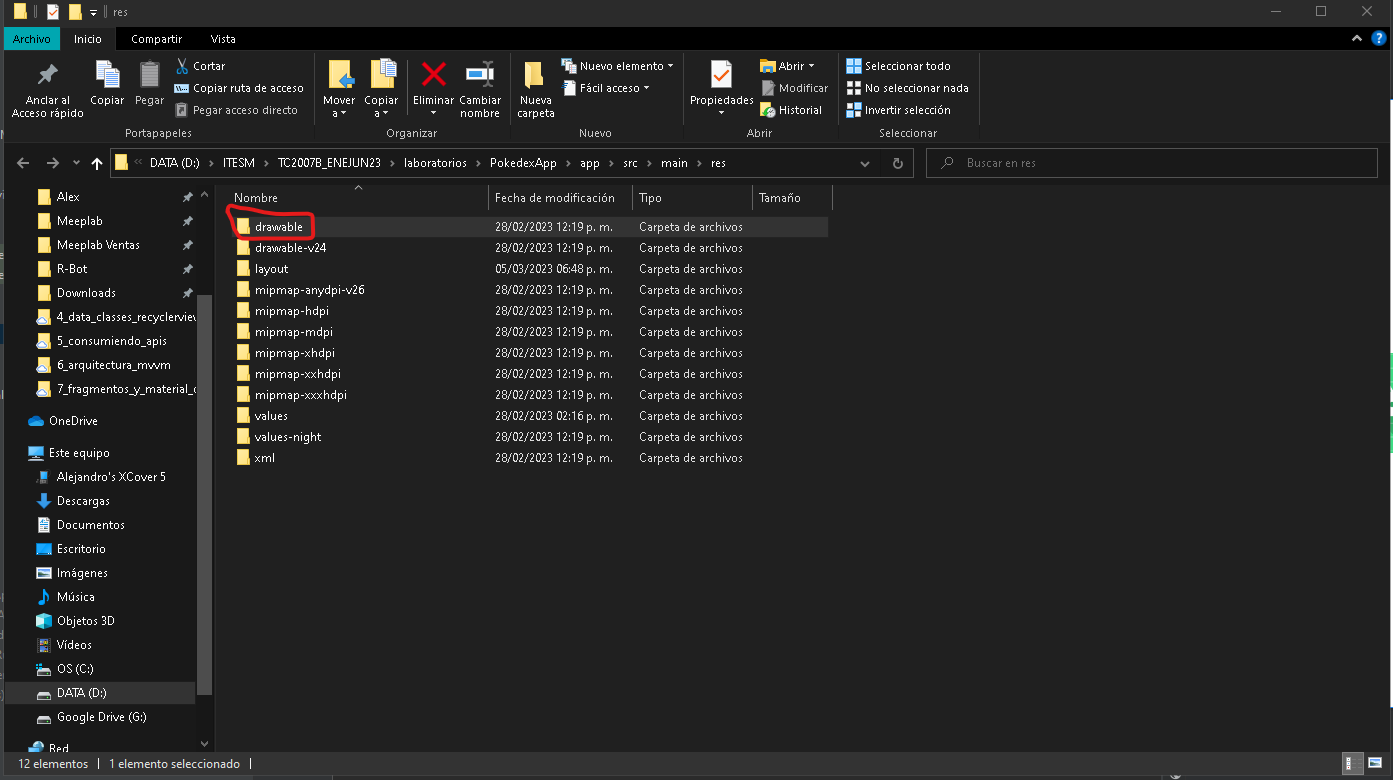 res
Archivo Inicio Compartir Vista
Anclar al
Acceso rápido
Copiar
Pegar
Cortar
Copiar ruta de acceso
Pegar acceso directo
Portapapeles
Mover
a
Copiar
a
Eliminar
Cambiar
nombre
Organizar
Nueva
carpeta
Nuevo elemento
Fácil acceso
Nuevo
Propiedades
Abrir
Modificar
Historial
Abrir
Seleccionar todo
No seleccionar nada
Invertir selección
Seleccionar
« DATA (D:) > ITESM > TC2007B_ENEJUN23 > laboratorios > PokedexApp > app > src > main > res
Buscar en res
Alex
Meeplab
Meeplab Ventas
R-Bot
Downloads
4_data_classes_recyclerview
5_consumiendo_apis
6_arquitectura_mvvm
7_fragmentos_y_material_
OneDrive
Este equipo
Alejandro's XCover 5
Descargas
Documentos
Escritorio
Imágenes
Música
Objetos 3D
Vídeos
OS (C:)
DATA (D:)
Google Drive (G:)
Red
Nombre Fecha de modificación Tipo Tamaño
drawable 28/02/2023 12:19 p. m. Carpeta de archivos
drawable-v24 28/02/2023 12:19 p. m. Carpeta de archivos
layout 05/03/2023 06:48 p. m. Carpeta de archivos
mipmap-anydpi-v26 28/02/2023 12:19 p. m. Carpeta de archivos
mipmap-hdpi 28/02/2023 12:19 p. m. Carpeta de archivos
mipmap-mdpi 28/02/2023 12:19 p. m. Carpeta de archivos
mipmap-xhdpi 28/02/2023 12:19 p. m. Carpeta de archivos
mipmap-xxhdpi 28/02/2023 12:19 p. m. Carpeta de archivos
mipmap-xxxhdpi 28/02/2023 12:19 p. m. Carpeta de archivos
values 28/02/2023 02:16 p. m. Carpeta de archivos
values-night 28/02/2023 12:19 p. m. Carpeta de archivos
xml 28/02/2023 12:19 p. m. Carpeta de archivos
12 elementos 1 elemento seleccionado